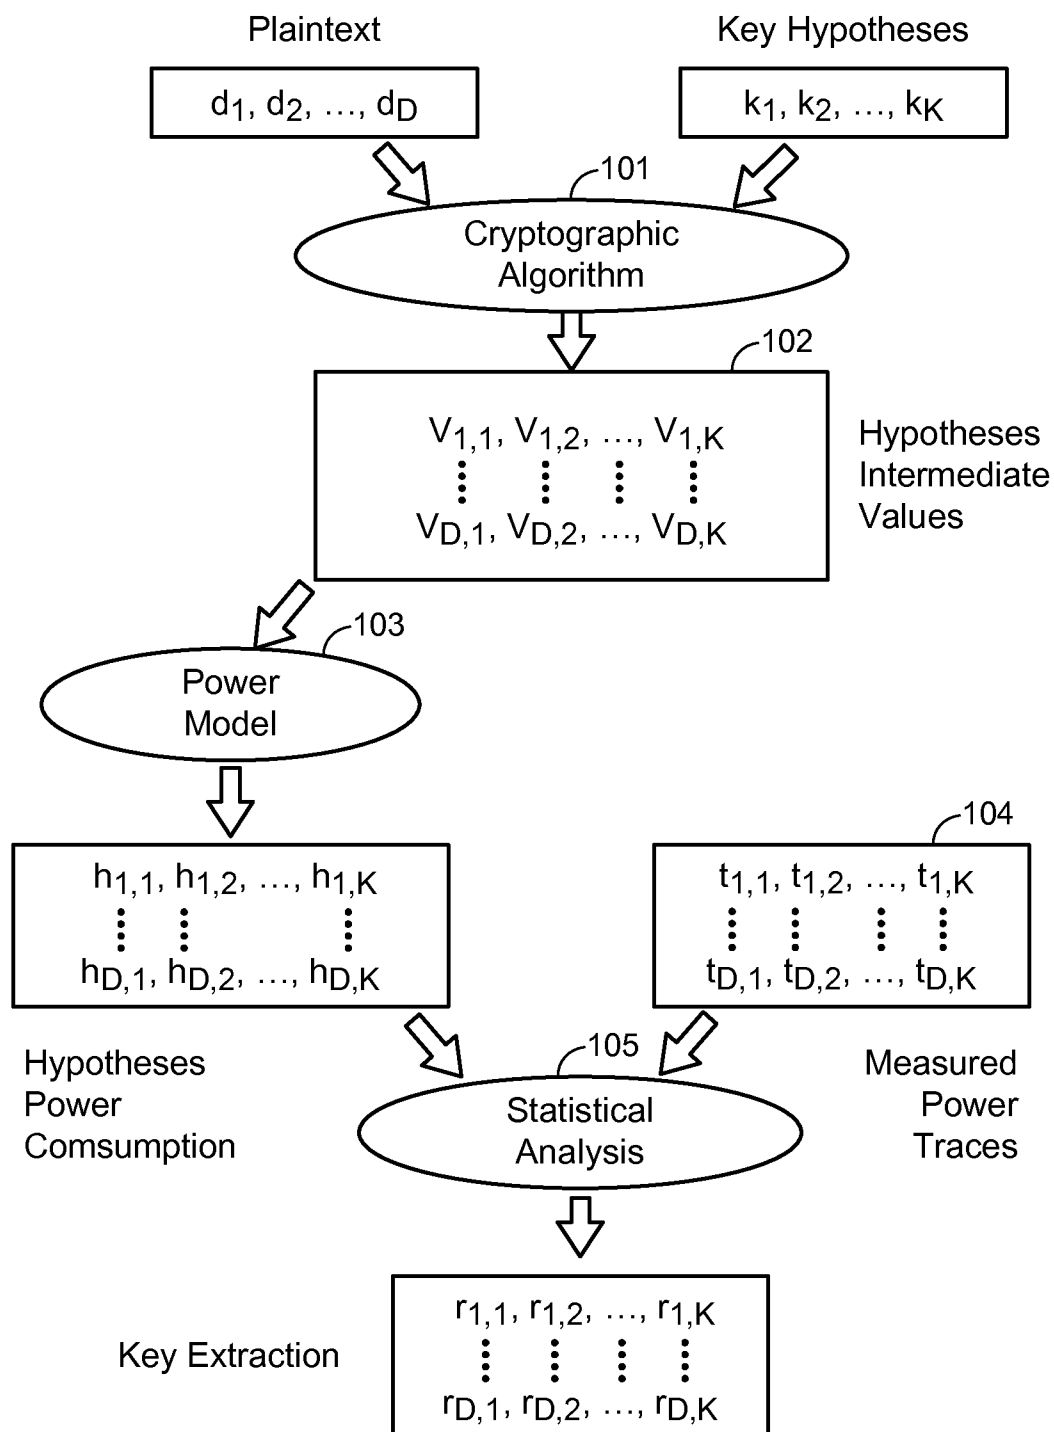 Plaintext
Key Hypotheses
d1, d2, ..., dD
k1, k2, ..., kK
101
Cryptographic
Algorithm
102
V1,1, V1,2, ..., V1,K
VD,1, VD,2, ..., VD,K
Hypotheses
Intermediate
Values
103
Power
Model
104
h1,1, h1,2, ..., h1,K
hD,1, hD,2, ..., hD,K
t1,1, t1,2, ..., t1,K
tD,1, tD,2, ..., tD,K
Hypotheses
Power
Comsumption
105
Statistical
Analysis
Measured
Power
Traces
Key Extraction
r1,1, r1,2, ..., r1,K
rD,1, rD,2, ..., rD,K